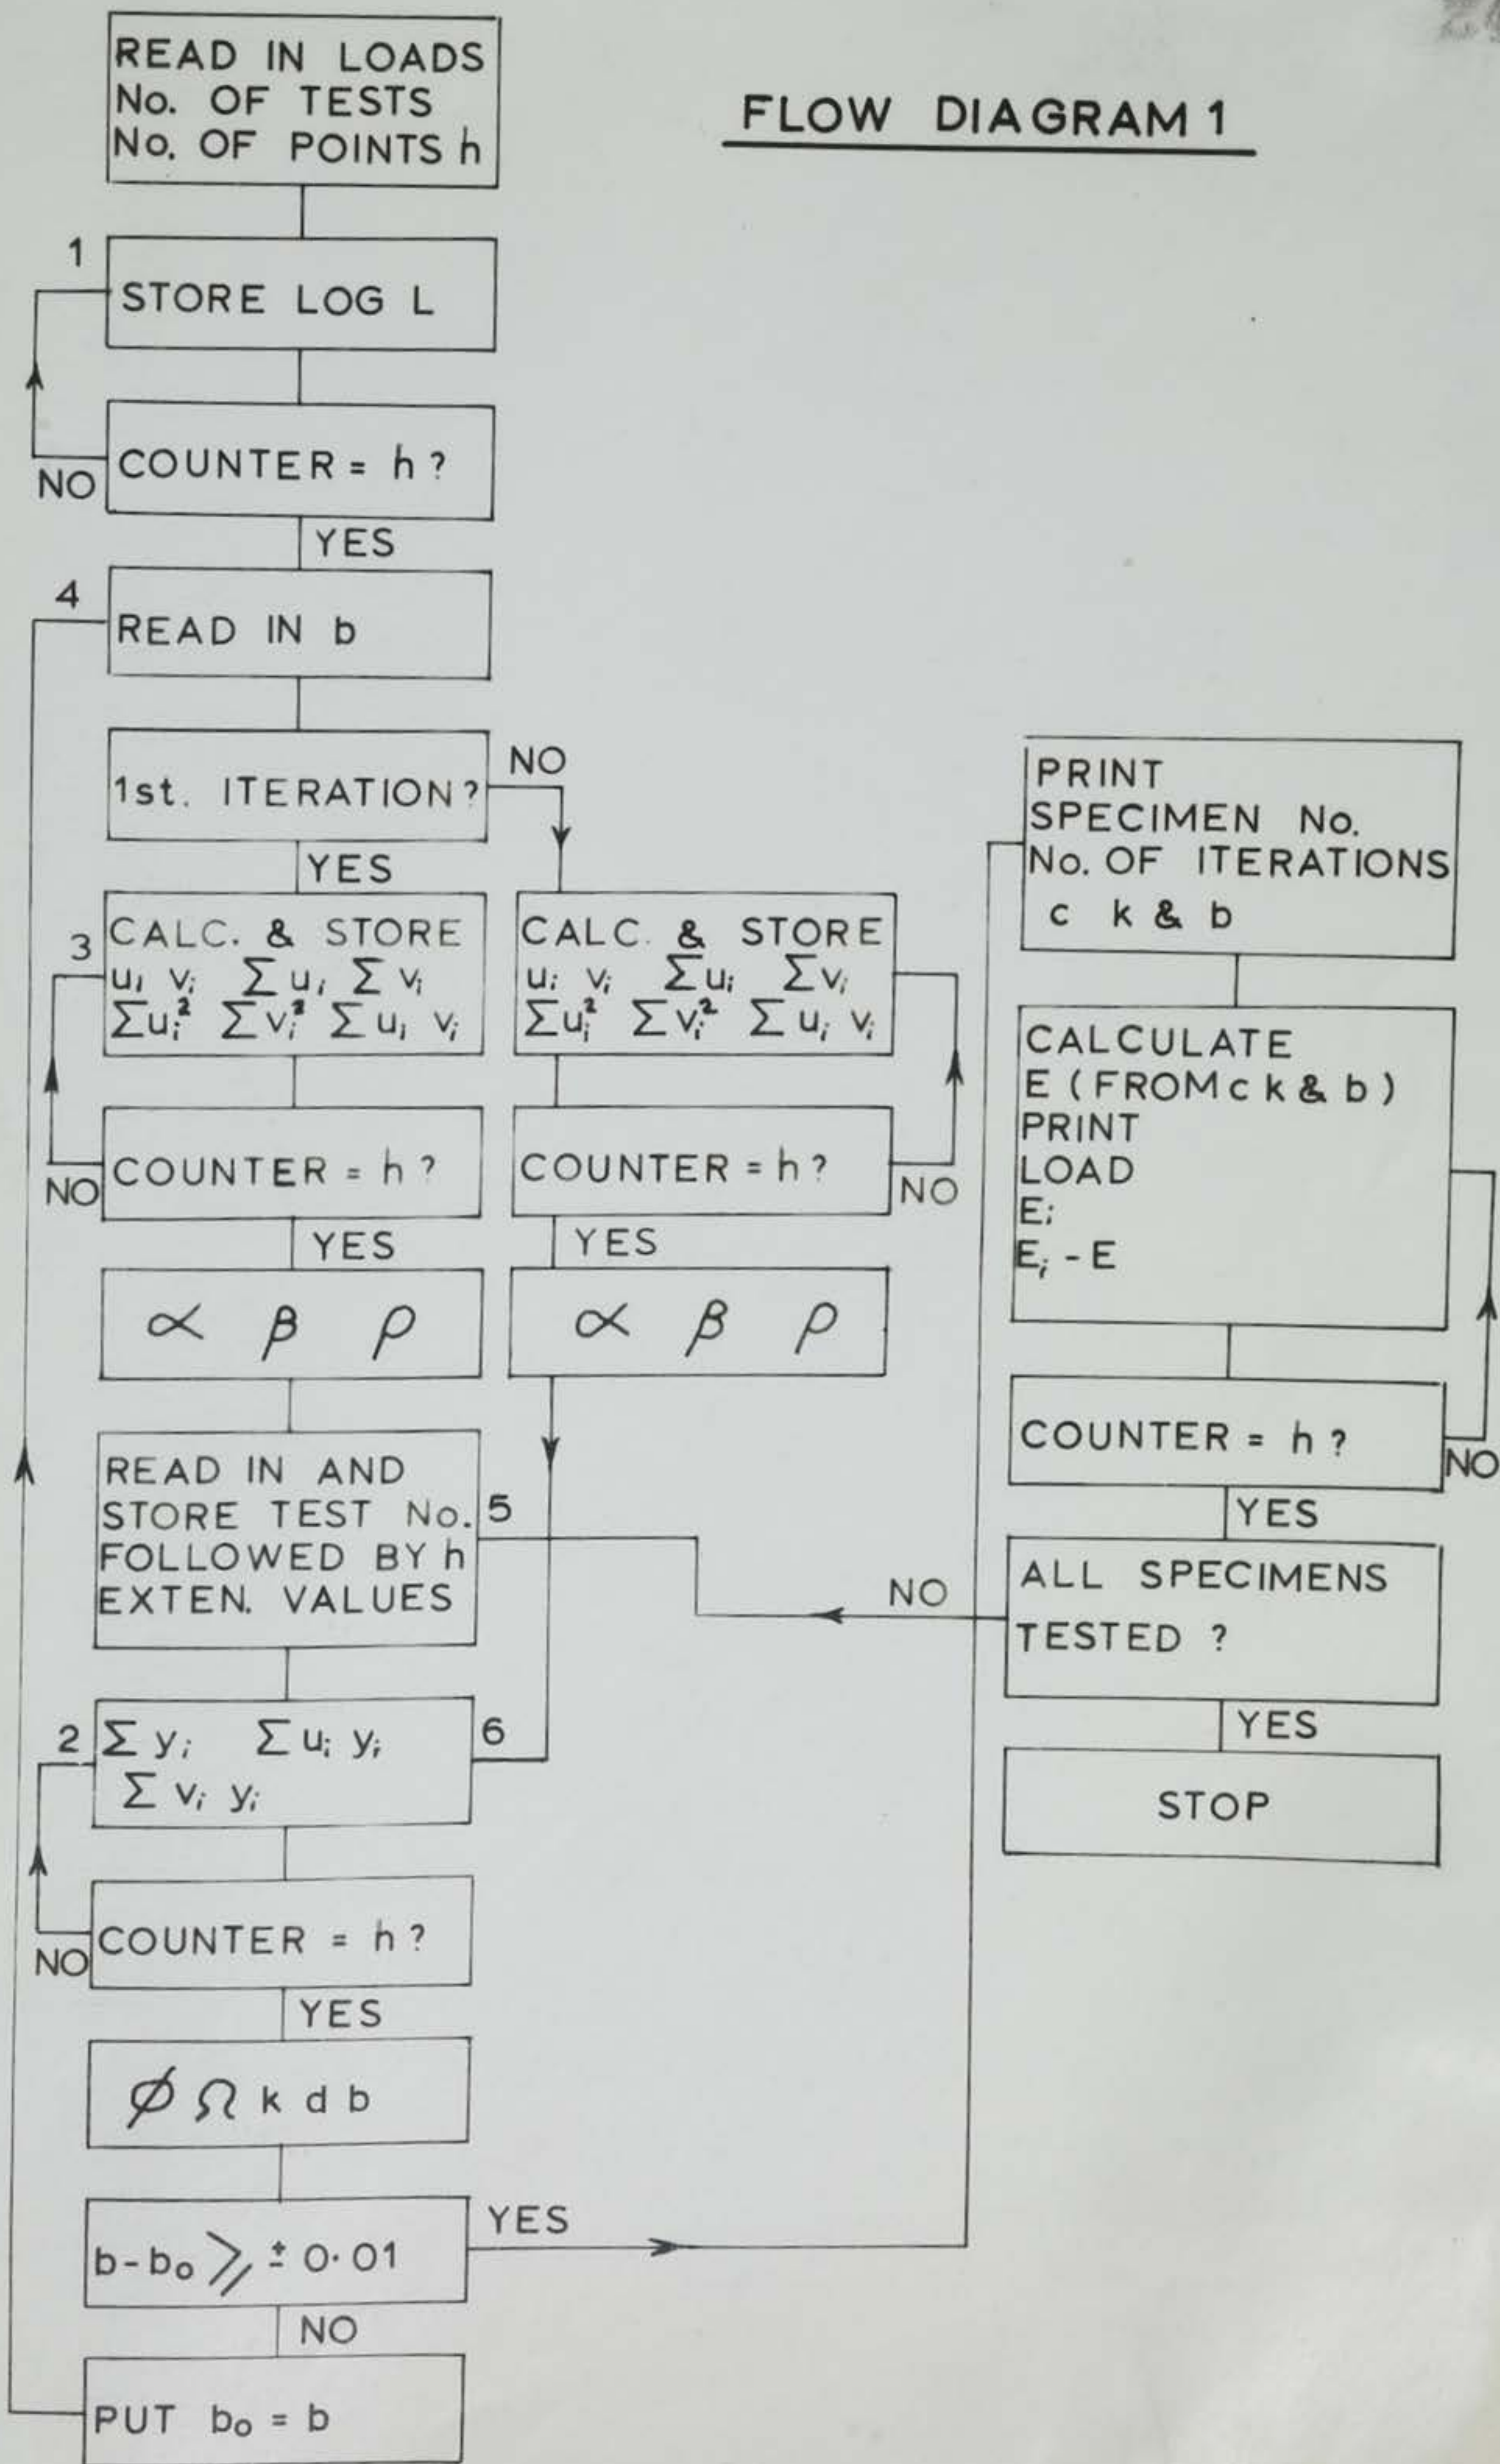 FLOW DIAGRAM 1
READ IN LOADS
No. OF TESTS
No. OF POINTS h
1
STORE LOG L
COUNTER = h ?
NO
YES
4
READ IN b
1st. ITERATION ?
NO
YES
3
CALC. & STORE
uᵢ vᵢ Σuᵢ Σvᵢ
Σuᵢ² Σvᵢ² Σuᵢ vᵢ
COUNTER = h ?
NO
YES
∝ β ρ
CALC. & STORE
uᵢ vᵢ Σuᵢ Σvᵢ
Σuᵢ² Σvᵢ² Σuᵢ vᵢ
COUNTER = h ?
NO
YES
∝ β ρ
READ IN AND
STORE TEST No.
FOLLOWED BY h
EXTEN. VALUES
5
2
Σyᵢ Σuᵢ yᵢ
Σvᵢ yᵢ
6
COUNTER = h ?
NO
YES
ϕ Ω k d b
b-b₀ ⩾ ± 0·01
YES
NO
PUT b₀ = b
PRINT
SPECIMEN No.
No. OF ITERATIONS
c k & b
CALCULATE
E (FROM c k & b)
PRINT
LOAD
Eᵢ
Eᵢ - E
COUNTER = h ?
NO
YES
ALL SPECIMENS
TESTED ?
NO
YES
STOP